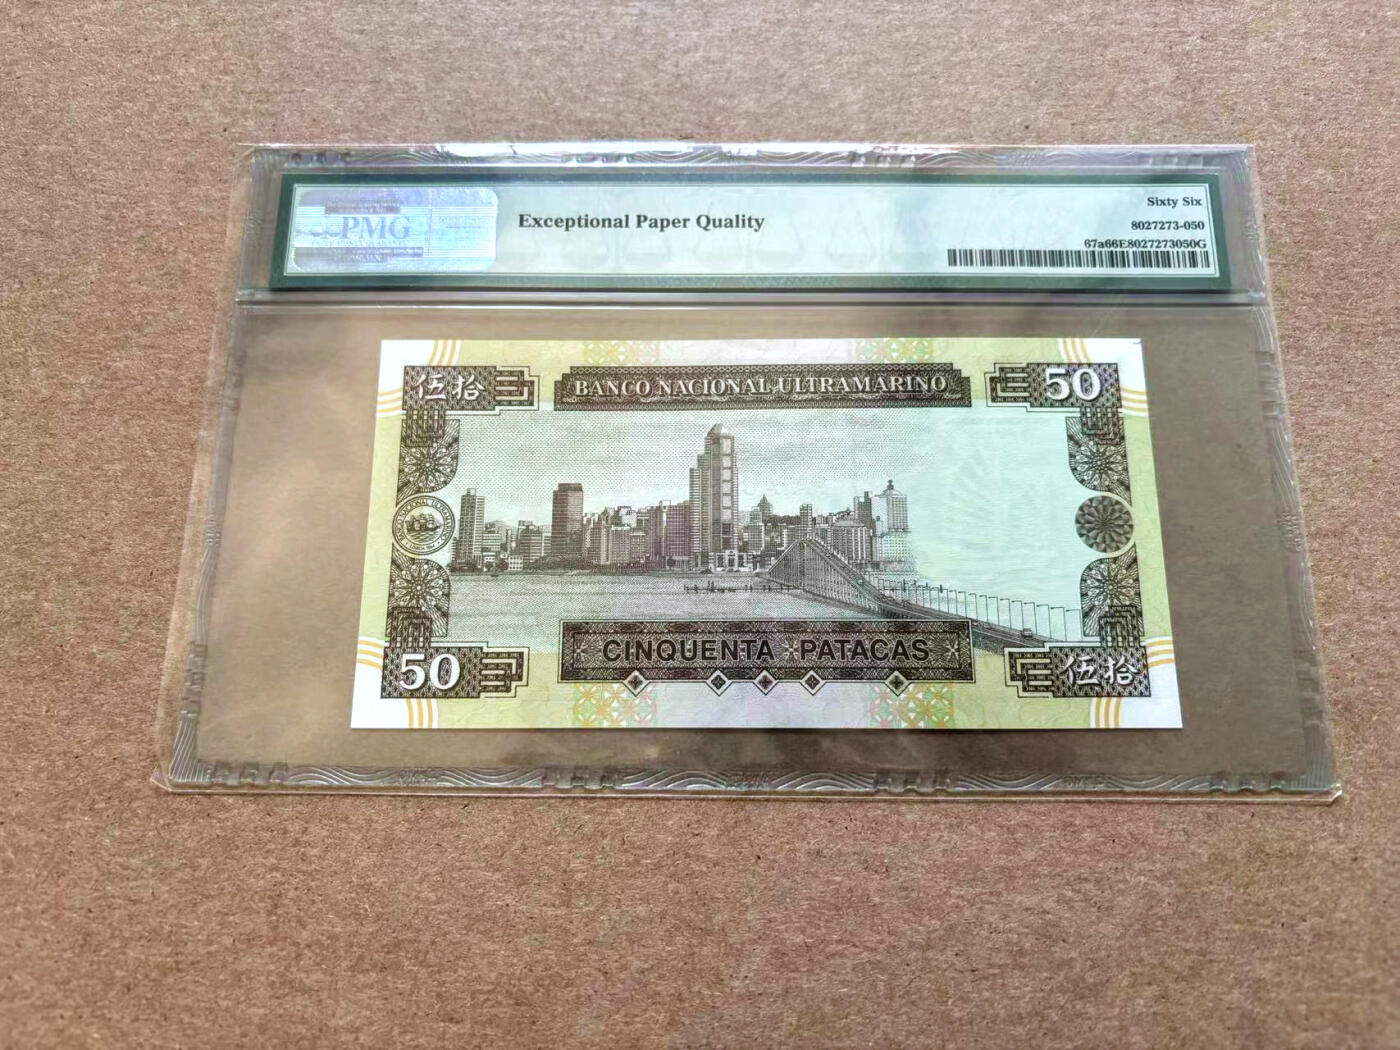 PMG
Exceptional Paper Quality
Sixty Six
8027273-050
67a66E8027273050G
伍拾
BANCO NACIONAL ULTRAMARINO
50
50
CINQUENTA PATACAS
伍拾